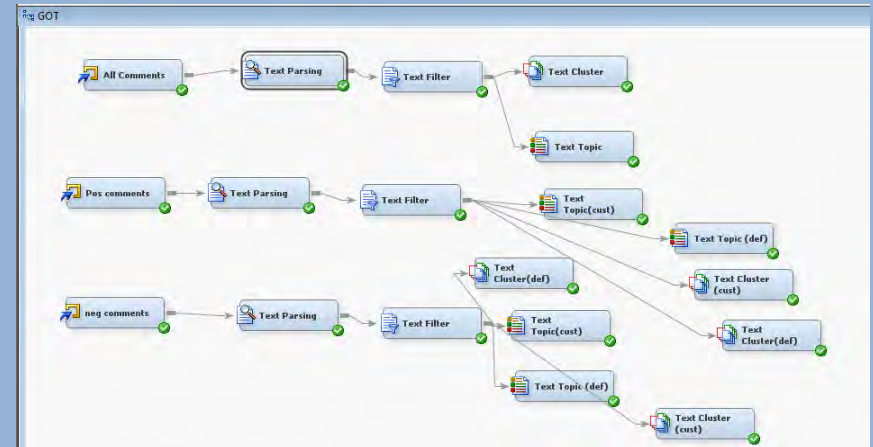 GOT
All Comments
Text Parsing
Text Filter
Text Cluster
Text Topic
Pos comments
Text Parsing
Text Filter
Text
Topic(cust)
Text Topic (def)
Text Cluster
(cust)
Text
Cluster(def)
neg comments
Text Parsing
Text Filter
Text
Cluster(def)
Text
Topic(cust)
Text Topic (def)
Text Cluster
(cust)